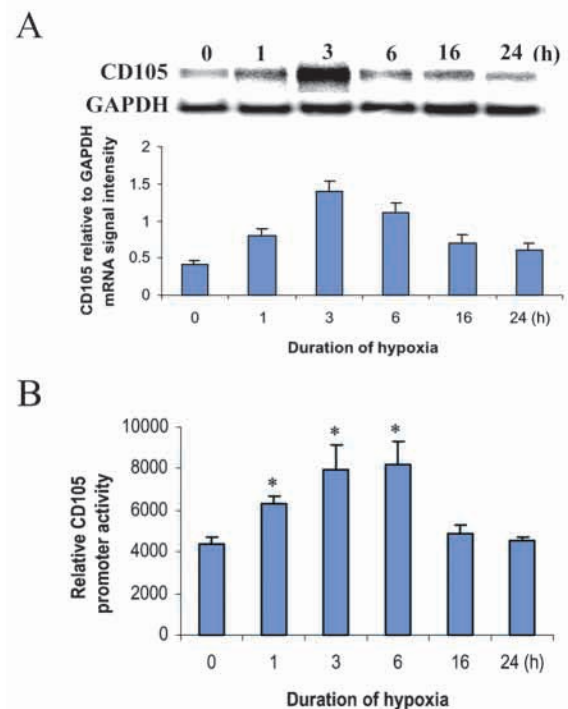 A
0 1 3 6 16 24 (h)
CD105
GAPDH
CD105 relative to GAPDH
mRNA signal intensity
2
1.5
1
0.5
0
0 1 3 6 16 24 (h)
Duration of hypoxia
B
Relative CD105
promoter activity
10000
8000
6000
4000
2000
0
* * *
0 1 3 6 16 24 (h)
Duration of hypoxia